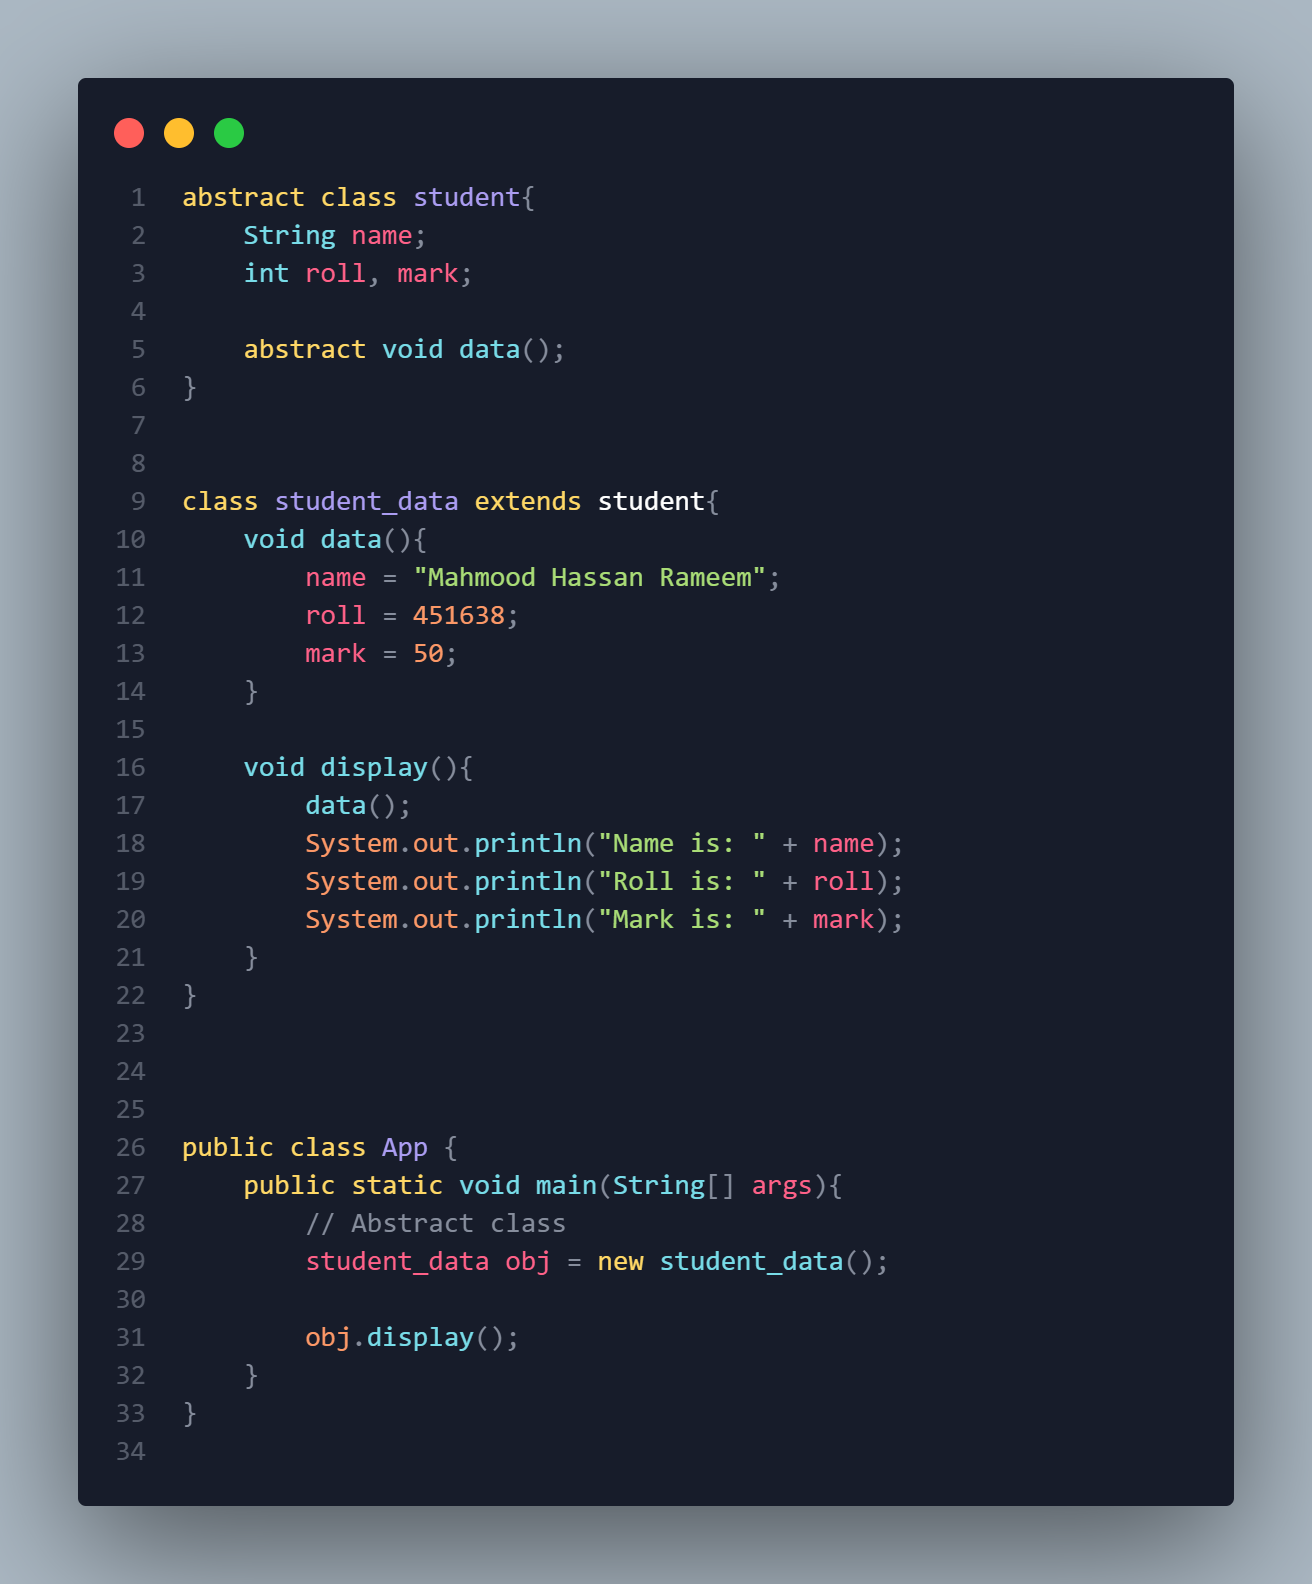 1 abstract class student{
2     String name;
3     int roll, mark;
4
5     abstract void data();
6 }
7
8
9 class student_data extends student{
10     void data(){
11         name = "Mahmood Hassan Rameem";
12         roll = 451638;
13         mark = 50;
14     }
15
16     void display(){
17         data();
18         System.out.println("Name is: " + name);
19         System.out.println("Roll is: " + roll);
20         System.out.println("Mark is: " + mark);
21     }
22 }
23
24
25
26 public class App {
27     public static void main(String[] args){
28         // Abstract class
29         student_data obj = new student_data();
30
31         obj.display();
32     }
33 }
34